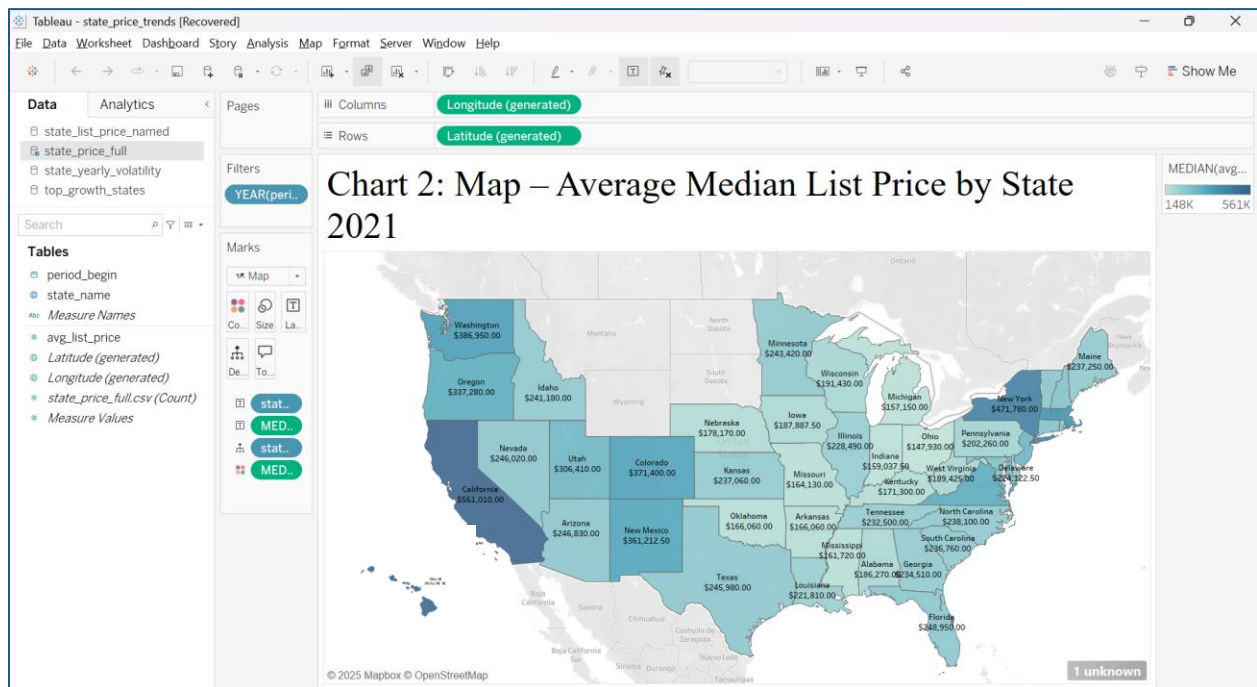 Tableau - state_price_trends [Recovered]
File Data Worksheet Dashboard Story Analysis Map Format Server Window Help
Show Me
Data Analytics
Pages
iii Columns Longitude (generated)
Rows Latitude (generated)
state_list_price_named
state_price_full
state_yearly_volatility
top_growth_states
Filters
YEAR(peri..
Search
Tables
period_begin
state_name
Abc Measure Names
avg_list_price
Latitude (generated)
Longitude (generated)
state_price_full.csv (Count)
Measure Values
Marks
Map
Co... Size La...
De... To...
stat..
MED..
stat..
MED..
Chart 2: Map – Average Median List Price by State
2021
MEDIAN(avg...
148K 561K
Ontario
Washington
$386,950.00
Montana
North
Dakota
Minnesota
$243,420.00
New
Brunswick
Maine
$237,250.00
Oregon
$337,280.00
Idaho
$241,180.00
South
Dakota
Wisconsin
$191,430.00
Michigan
$157,150.00
New York
$471,780.00
Wyoming
Nebraska
$178,170.00
Iowa
$187,887.50
Illinois
$228,490.00
Indiana
$159,037.50
Ohio
$147,930.00
Pennsylvania
$202,260.00
Nevada
$246,020.00
Utah
$306,410.00
Colorado
$371,400.00
United
Kansas
$237,060.00
Missouri
$164,130.00
Kentucky
$171,300.00
West Virginia
$189,425.00
Delaware
$224,122.50
California
$561,010.00
Arizona
$246,830.00
New Mexico
$361,212.50
Oklahoma
$166,060.00
Arkansas
$166,060.00
Tennessee
$232,500.00
North Carolina
$238,100.00
South Carolina
$236,760.00
Mississippi
$161,720.00
Alabama
$186,270.00
Georgia
$234,510.00
Texas
$245,980.00
Louisiana
$221,810.00
Florida
$248,950.00
Baja
California
Sonora
Chihuahua
Coahuila de
Zaragoza
Baja California
Sur
Sinaloa
Durango
Nuevo León
Tamaulipas
© 2025 Mapbox © OpenStreetMap
1 unknown